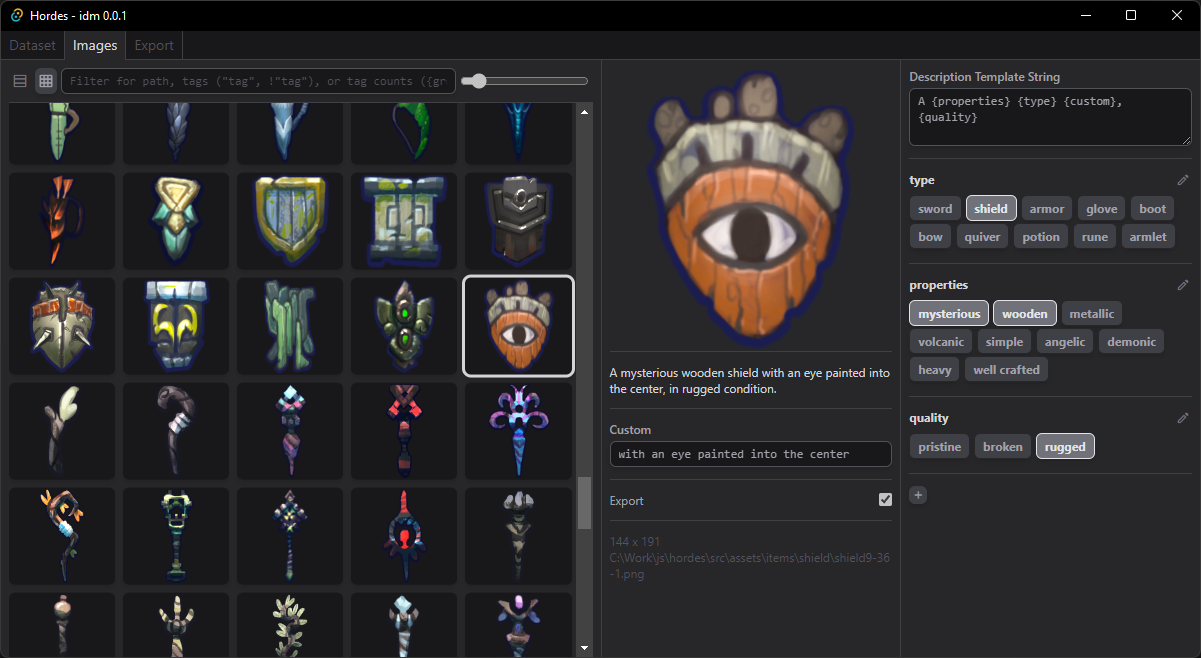 Hordes - idm 0.0.1
Dataset Images Export
Filter for path, tags ("tag", !"tag"), or tag counts ({gr
A mysterious wooden shield with an eye painted into
the center, in rugged condition.
Custom
with an eye painted into the center
Export
144 x 191
C:\Work\js\hordes\src\assets\items\shield\shield9-36
-1.png
Description Template String
A {properties} {type} {custom},
{quality}
type
sword shield armor glove boot
bow quiver potion rune armlet
properties
mysterious wooden metallic
volcanic simple angelic demonic
heavy well crafted
quality
pristine broken rugged
+